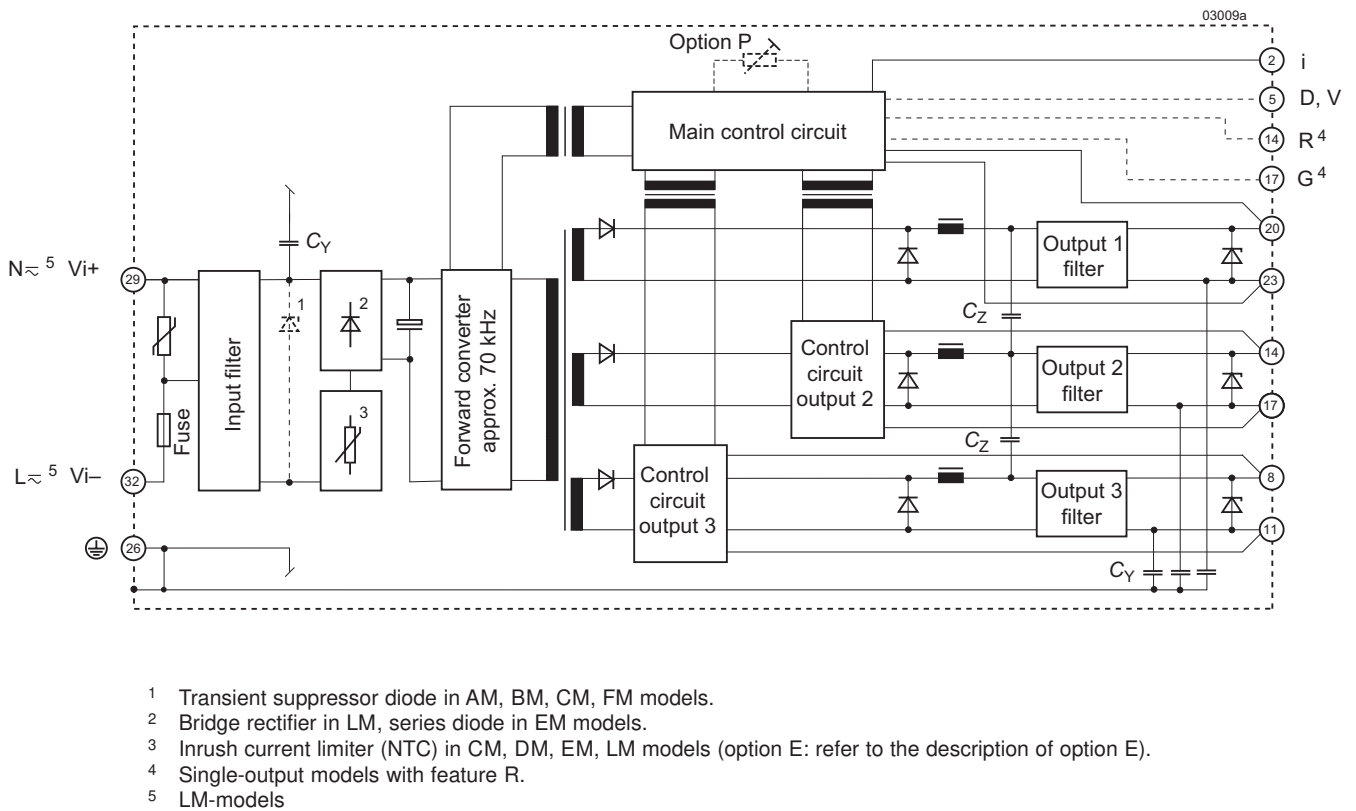 03009a
Option P
2 i
Main control circuit
5 D, V
14 R 4
17 G 4
CY
20
Output 1
filter
N≂ 5 Vi+
29
23
1
2
CZ
Input filter
Forward converter
approx. 70 kHz
Control
circuit
output 2
14
Output 2
filter
Fuse
3
17
CZ
L≂ 5 Vi–
32
Control
circuit
output 3
8
Output 3
filter
11
26
CY
1 Transient suppressor diode in AM, BM, CM, FM models.
2 Bridge rectifier in LM, series diode in EM models.
3 Inrush current limiter (NTC) in CM, DM, EM, LM models (option E: refer to the description of option E).
4 Single-output models with feature R.
5 LM-models